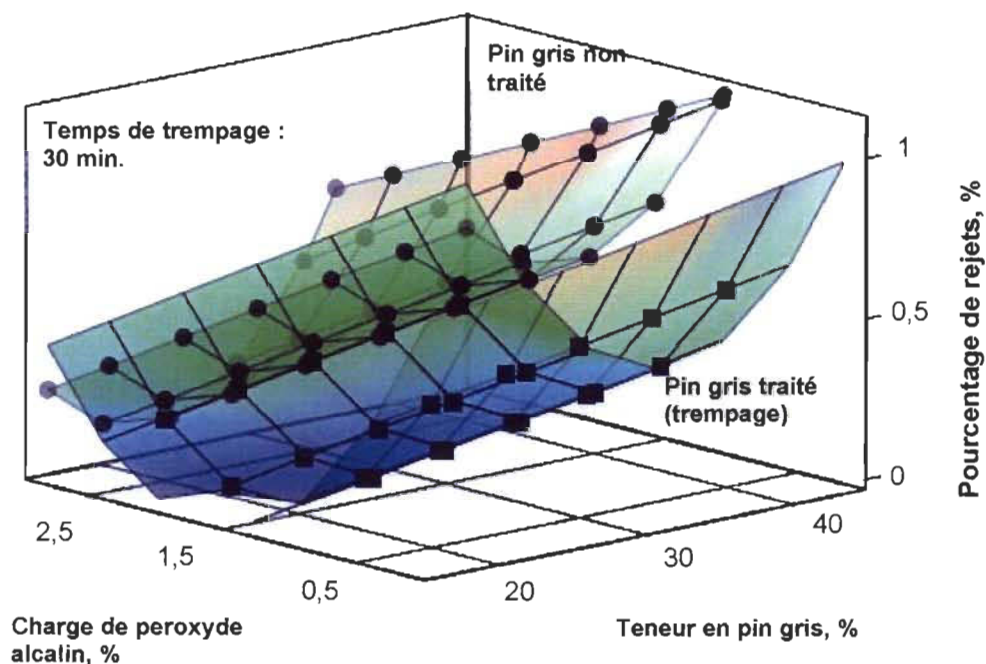 Pin gris non
traité
Temps de trempage :
30 min.
1
0,5
0
Pourcentage de rejets, %
Pin gris traité
(trempage)
2,5
1,5
0,5
20
30
40
Charge de peroxyde
alcalin, %
Teneur en pin gris, %